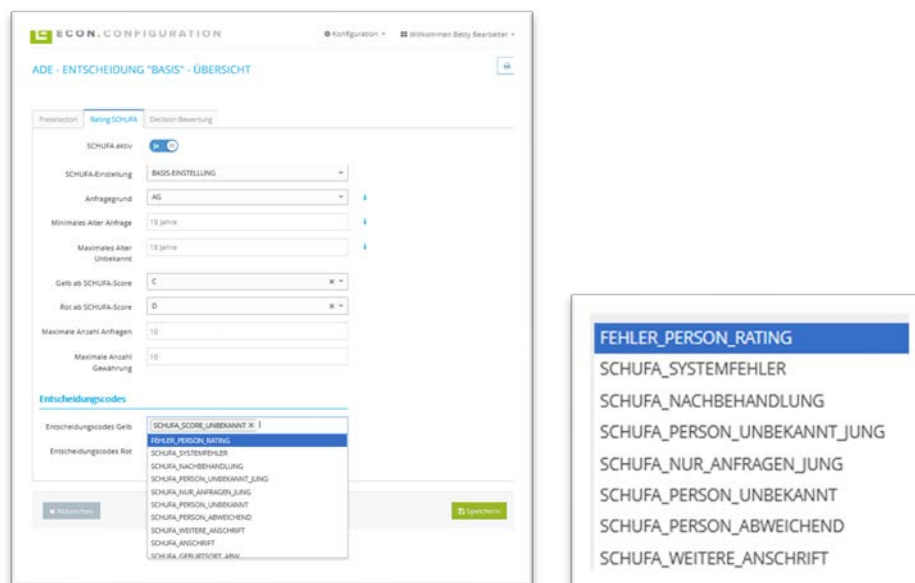 ECON.CONFIGURATION
Konfiguration
Willkommen Betty Bearbeiter
ADE - ENTSCHEIDUNG "BASIS" - ÜBERSICHT
Preselection Rating SCHUFA Decision Bewertung
SCHUFA aktiv
SCHUFA-Einstellung BASIS-EINSTELLUNG
Anfragegrund AG
Minimales Alter Anfrage 18 Jahre
Maximales Alter 19 Jahre
Unbekannt
Gelb ab SCHUFA-Score C
Rot ab SCHUFA-Score D
Maximale Anzahl Anfragen 10
Maximale Anzahl 10
Gewährung
Entscheidungscodes
Entscheidungscodes Gelb SCHUFA_SCORE_UNBEKANNT
FEHLER_PERSON_RATING
Entscheidungscodes Rot SCHUFA_SYSTEMFEHLER
SCHUFA_NACHBEHANDLUNG
SCHUFA_PERSON_UNBEKANNT_JUNG
SCHUFA_NUR_ANFRAGEN_JUNG
SCHUFA_PERSON_UNBEKANNT
SCHUFA_PERSON_ABWEICHEND
SCHUFA_WEITERE_ANSCHRIFT
SCHUFA_ANSCHRIFT
SCHUFA_GEBURTSORT_ABW
Abbrechen Speichern
FEHLER_PERSON_RATING
SCHUFA_SYSTEMFEHLER
SCHUFA_NACHBEHANDLUNG
SCHUFA_PERSON_UNBEKANNT_JUNG
SCHUFA_NUR_ANFRAGEN_JUNG
SCHUFA_PERSON_UNBEKANNT
SCHUFA_PERSON_ABWEICHEND
SCHUFA_WEITERE_ANSCHRIFT